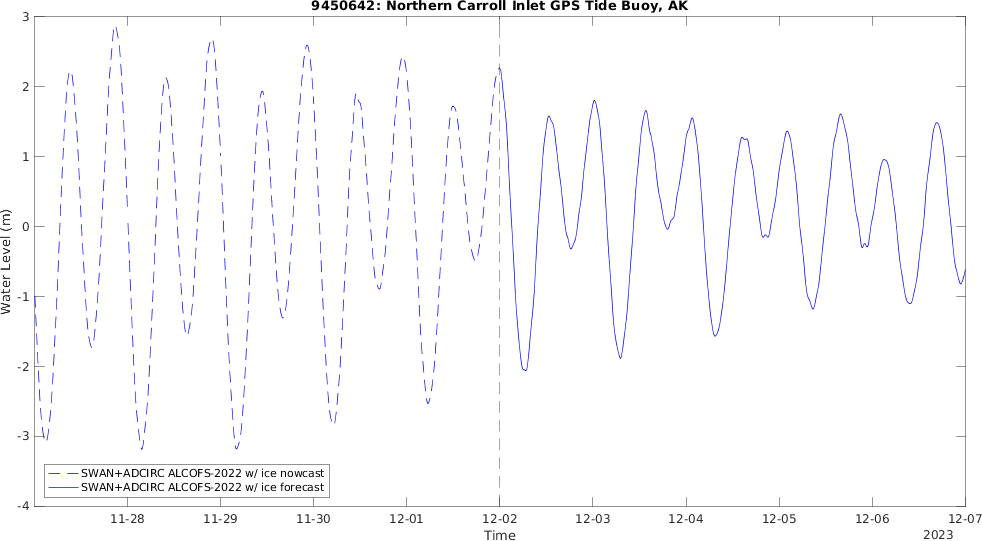 9450642: Northern Carroll Inlet GPS Tide Buoy, AK
3
2
1
0
-1
-2
-3
-4
Water Level (m)
SWAN+ADCIRC ALCOFS-2022 w/ ice nowcast
SWAN+ADCIRC ALCOFS-2022 w/ ice forecast
11-28 11-29 11-30 12-01 12-02 12-03 12-04 12-05 12-06 12-07
Time
2023